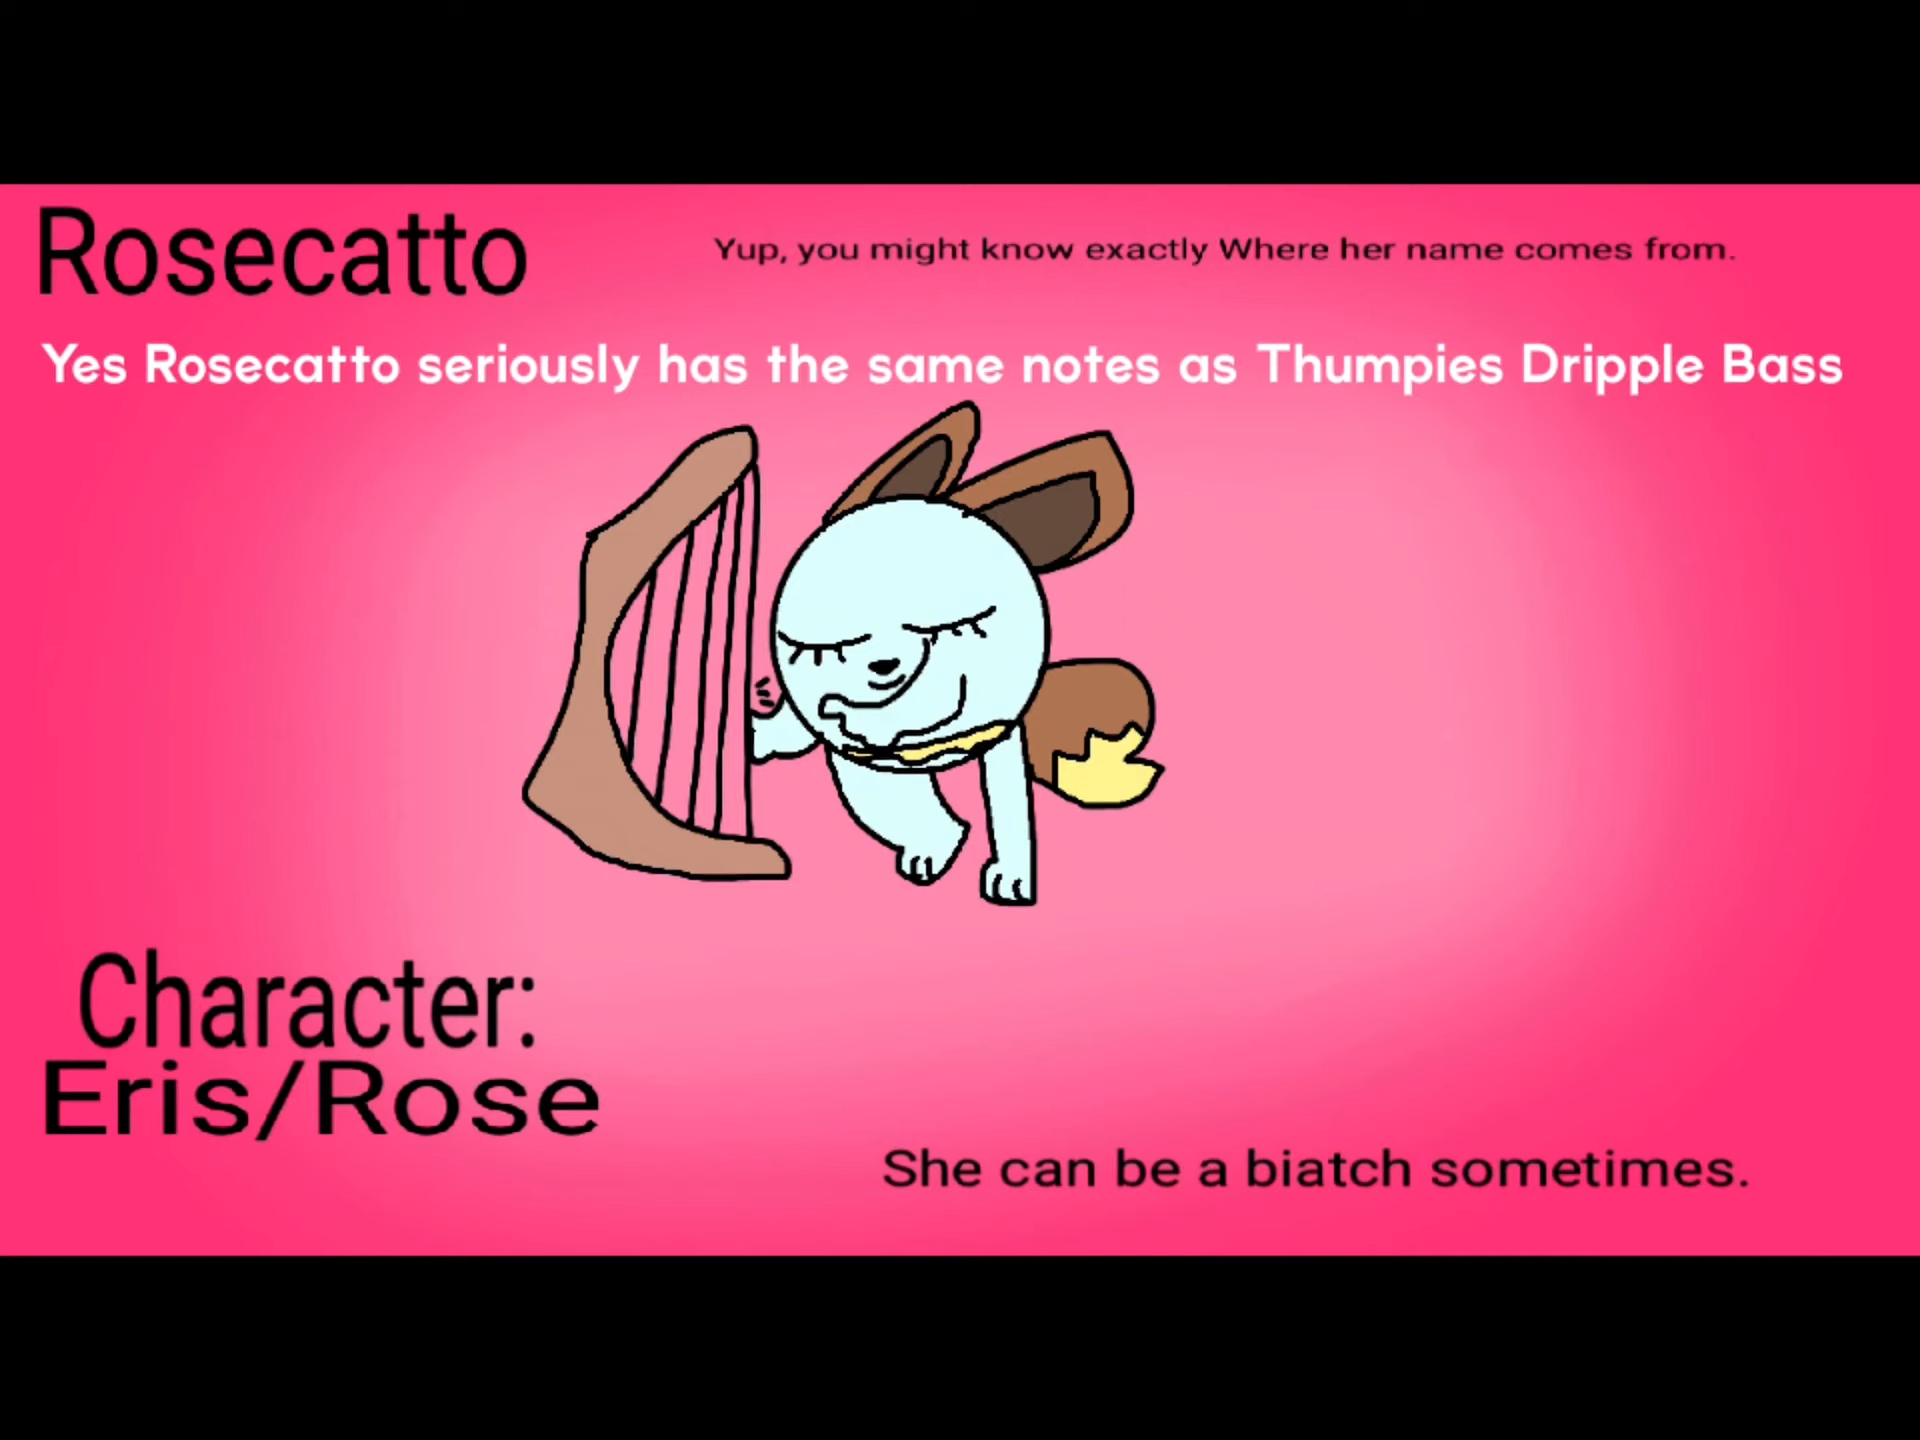 Rosecatto
Yup, you might know exactly Where her name comes from.
Yes Rosecatto seriously has the same notes as Thumpies Dripple Bass
Character:
Eris/Rose
She can be a biatch sometimes.